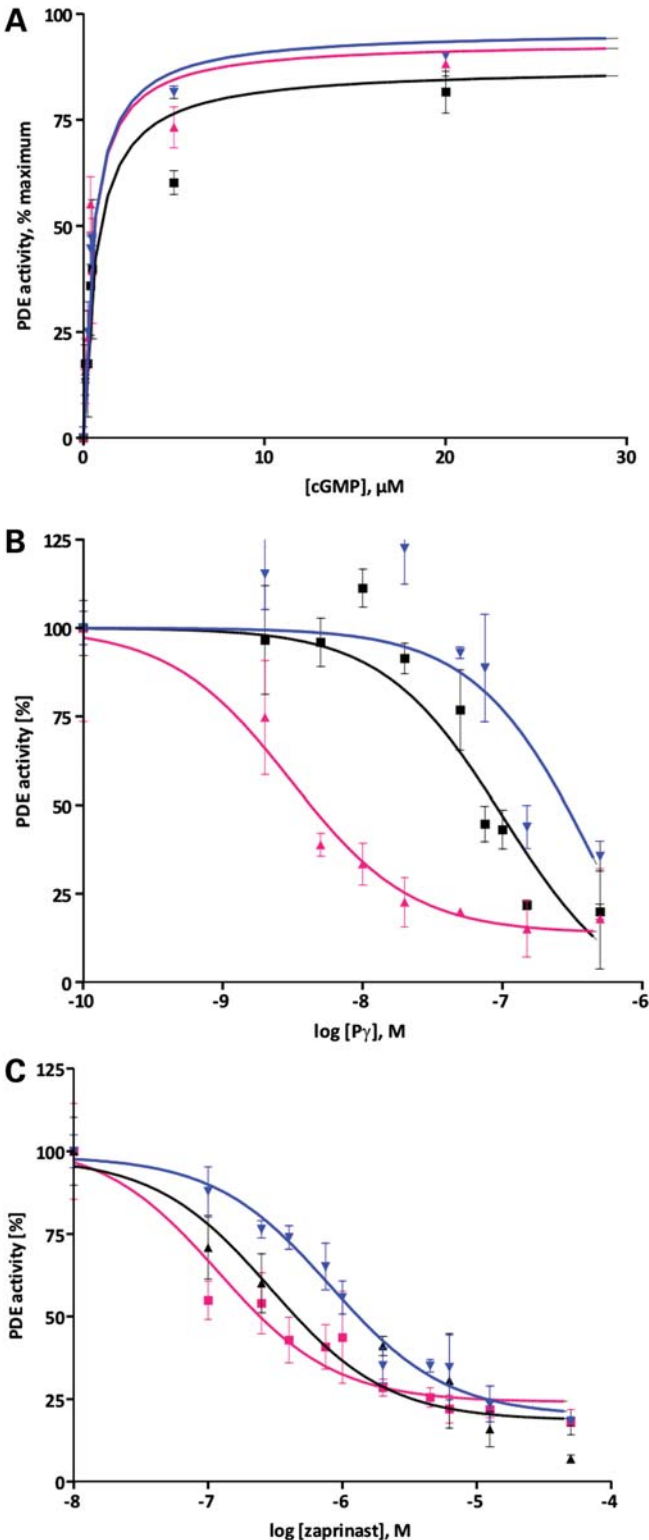 A
PDE activity, % maximum
100
75
50
25
0
0 10 20 30
[cGMP], µM
B
PDE activity [%]
125
100
75
50
25
0
-10 -9 -8 -7 -6
log [Pγ], M
C
PDE activity [%]
125
100
75
50
25
0
-8 -7 -6 -5 -4
log [zaprinast], M